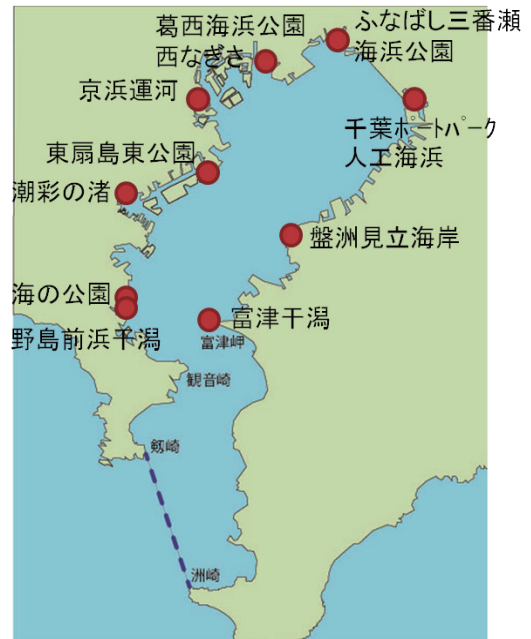 葛西海浜公園
西なぎさ
ふなばし三番瀬
海浜公園
京浜運河
千葉ポートパーク
人工海浜
東扇島東公園
潮彩の渚
盤洲見立海岸
海の公園
野島前浜干潟
富津干潟
富津岬
観音崎
剱崎
洲崎